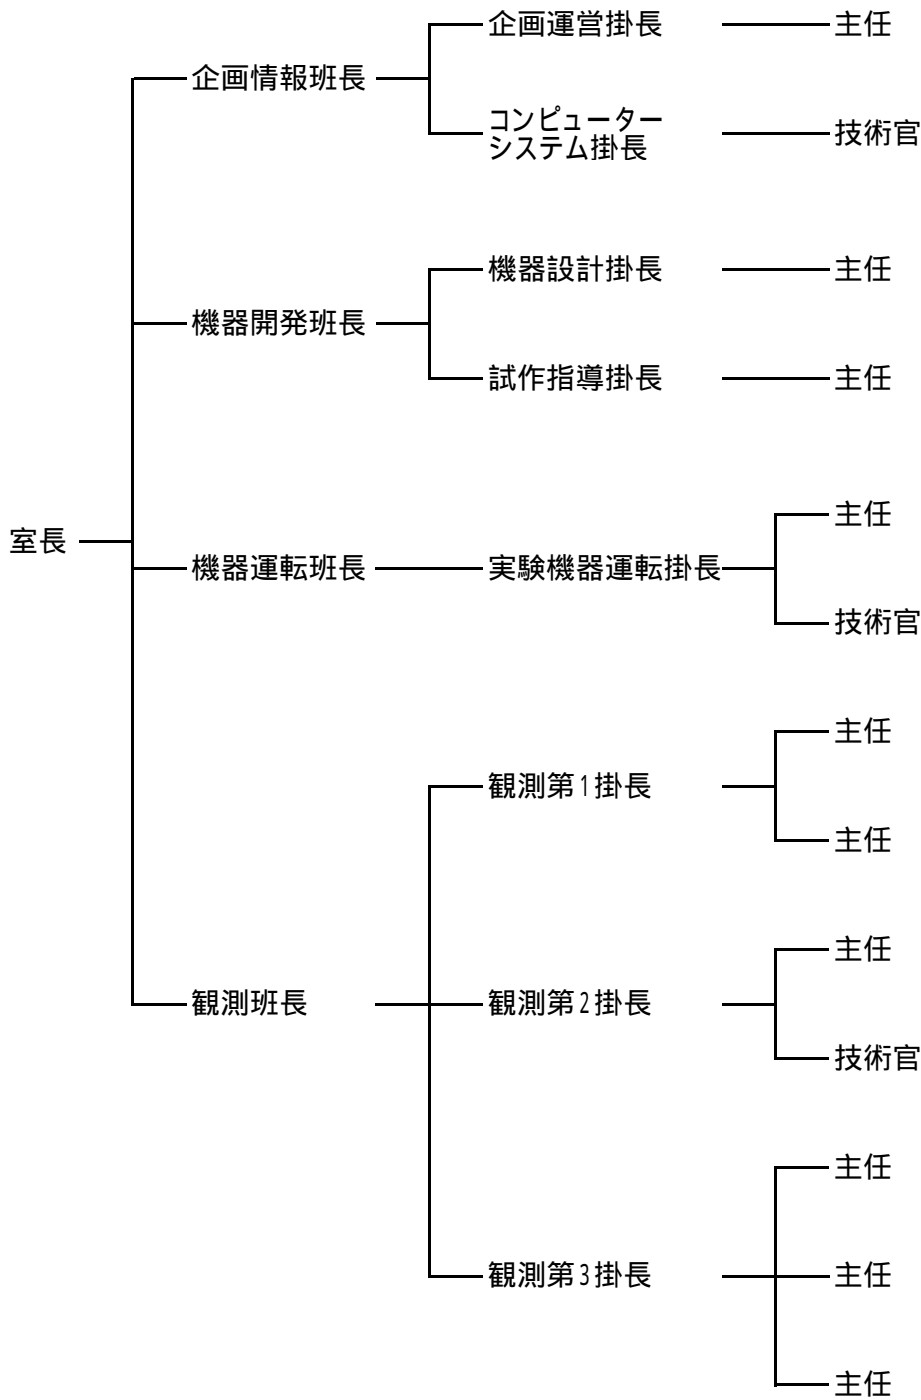 企画運営掛長 主任
企画情報班長
コンピューター
システム掛長 技術官
機器設計掛長 主任
機器開発班長
試作指導掛長 主任
主任
室長
機器運転班長 実験機器運転掛長
技術官
主任
観測第1掛長
主任
主任
観測班長 観測第2掛長
技術官
主任
観測第3掛長 主任
主任